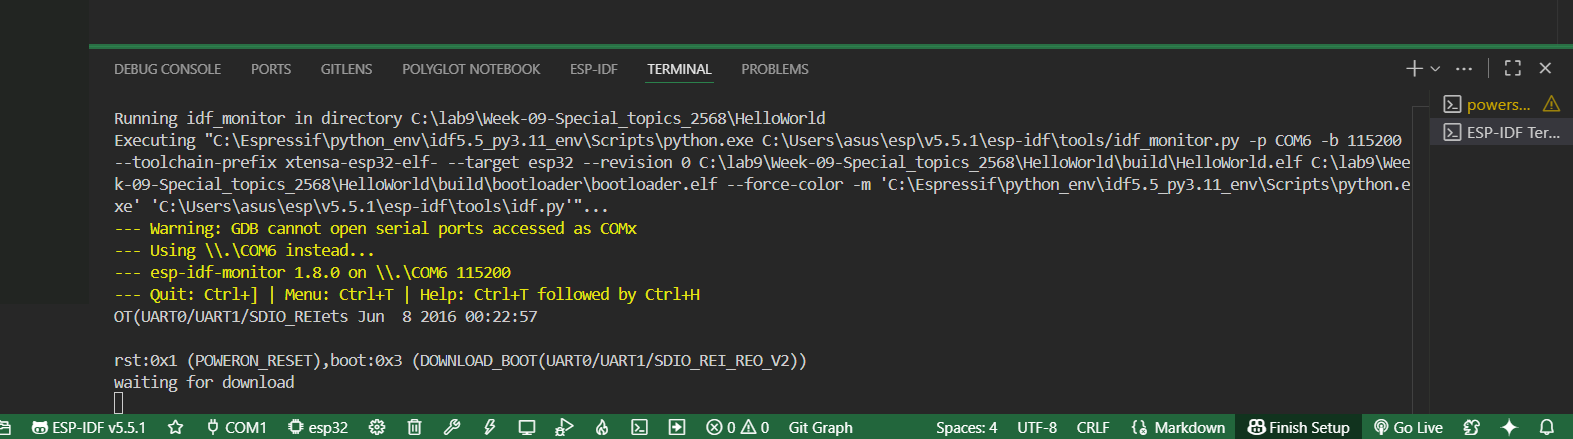 DEBUG CONSOLE PORTS GITLENS POLYGLOT NOTEBOOK ESP-IDF TERMINAL PROBLEMS
powers...
ESP-IDF Ter...
Running idf_monitor in directory C:\lab9\Week-09-Special_topics_2568\HelloWorld
Executing "C:\Espressif\python_env\idf5.5_py3.11_env\Scripts\python.exe C:\Users\asus\esp\v5.5.1\esp-idf\tools/idf_monitor.py -p COM6 -b 115200
--toolchain-prefix xtensa-esp32-elf- --target esp32 --revision 0 C:\lab9\Week-09-Special_topics_2568\HelloWorld\build\HelloWorld.elf C:\lab9\Wee
k-09-Special_topics_2568\HelloWorld\build\bootloader\bootloader.elf --force-color -m 'C:\Espressif\python_env\idf5.5_py3.11_env\Scripts\python.e
xe' 'C:\Users\asus\esp\v5.5.1\esp-idf\tools\idf.py'"...
--- Warning: GDB cannot open serial ports accessed as COMx
--- Using \\.\COM6 instead...
--- esp-idf-monitor 1.8.0 on \\.\COM6 115200
--- Quit: Ctrl+] | Menu: Ctrl+T | Help: Ctrl+T followed by Ctrl+H
OT(UART0/UART1/SDIO_REIets Jun  8 2016 00:22:57
rst:0x1 (POWERON_RESET),boot:0x3 (DOWNLOAD_BOOT(UART0/UART1/SDIO_REI_REO_V2))
waiting for download
ESP-IDF v5.5.1 COM1 esp32 0 0 Git Graph Spaces: 4 UTF-8 CRLF Markdown Finish Setup Go Live